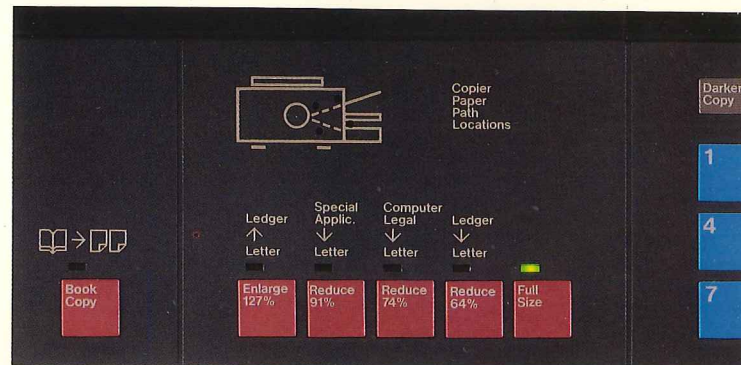 Copier
Paper
Path
Locations
Darker
Copy
1
4
7
Ledger
Letter
Special
Applic.
Letter
Computer
Legal
Letter
Ledger
Letter
Book
Copy
Enlarge
127%
Reduce
91%
Reduce
74%
Reduce
64%
Full
Size